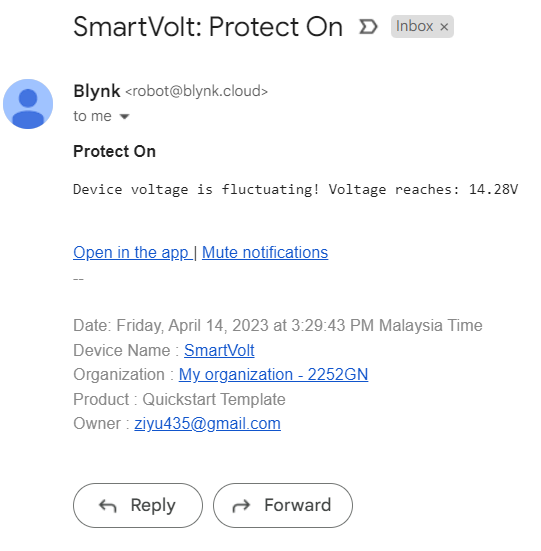 SmartVolt: Protect On
Inbox ×
Blynk <robot@blynk.cloud>
to me
Protect On
Device voltage is fluctuating! Voltage reaches: 14.28V
Open in the app | Mute notifications
--
Date: Friday, April 14, 2023 at 3:29:43 PM Malaysia Time
Device Name : SmartVolt
Organization : My organization - 2252GN
Product : Quickstart Template
Owner : ziyu435@gmail.com
Reply
Forward